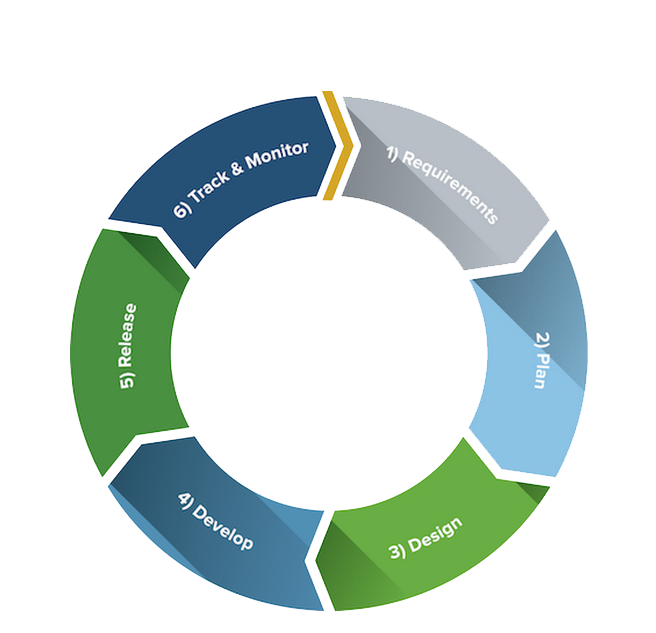 1) Requirements
2) Plan
3) Design
4) Develop
5) Release
6) Track & Monitor